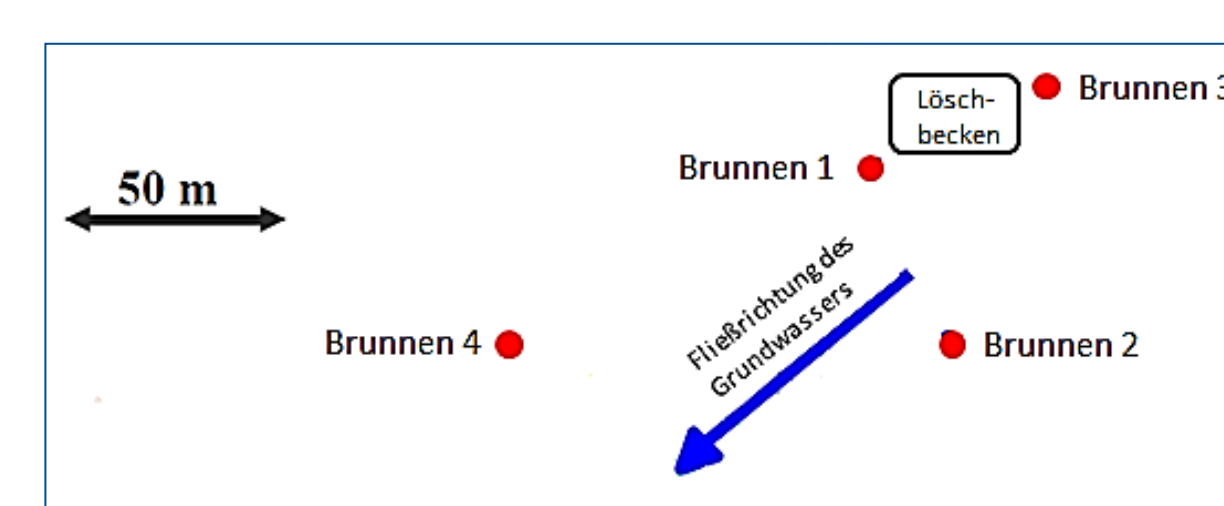 Lösch-
becken
Brunnen 3
Brunnen 1
50 m
Fließrichtung des
Grundwassers
Brunnen 4
Brunnen 2